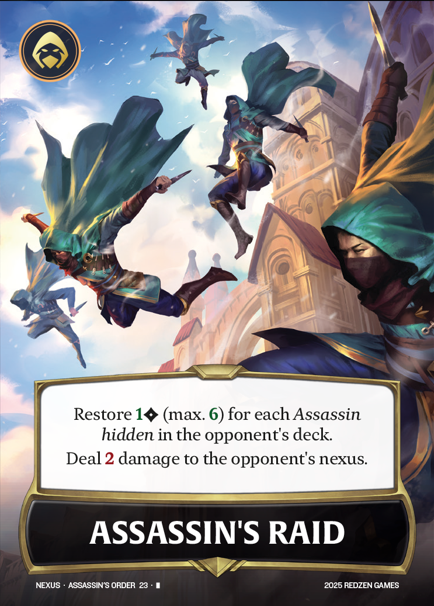 Restore 1◆ (max. 6) for each Assassin
hidden in the opponent's deck.
Deal 2 damage to the opponent's nexus.
ASSASSIN'S RAID
NEXUS · ASSASSIN'S ORDER 23 · ▮
2025 REDZEN GAMES